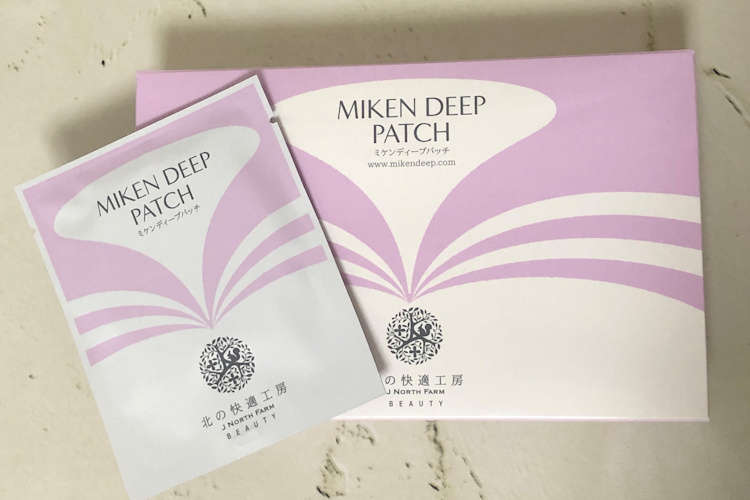 MIKEN DEEP
PATCH
ミケンディープパッチ
北の快適工房
J NORTH FARM
BEAUTY
MIKEN DEEP
PATCH
ミケンディープパッチ
www.mikendeep.com
北の快適工房
J NORTH FARM
BEAUTY